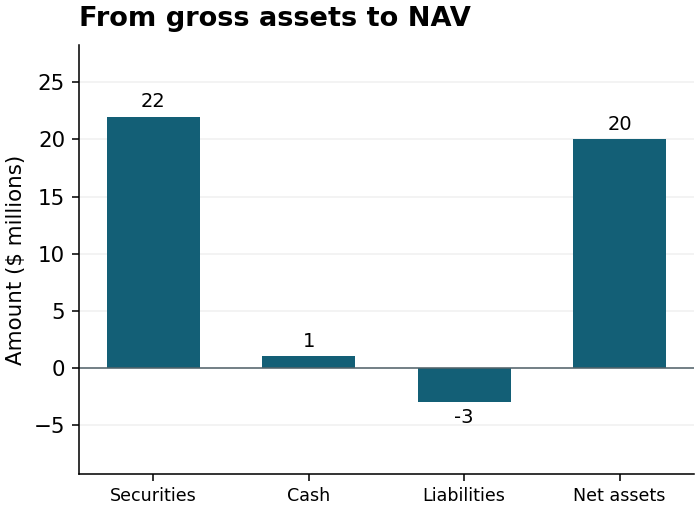 From gross assets to NAV
Amount ($ millions)
25
20
15
10
5
0
−5
22
1
-3
20
Securities
Cash
Liabilities
Net assets